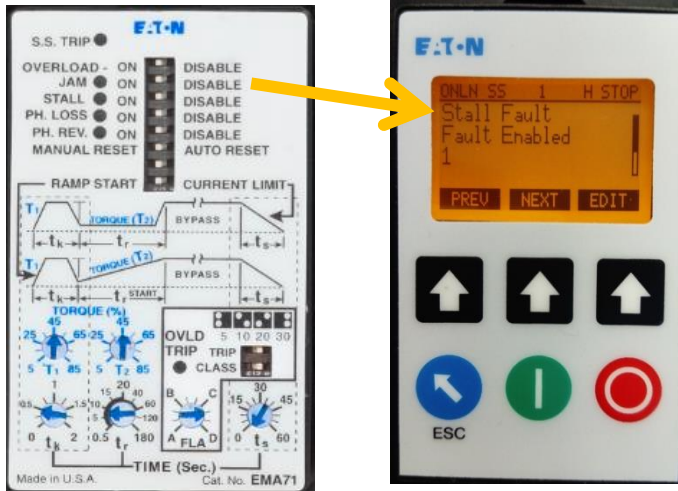 E·T·N
S.S. TRIP
OVERLOAD - ON DISABLE
JAM ON DISABLE
STALL ON DISABLE
PH. LOSS ON DISABLE
PH. REV. ON DISABLE
MANUAL RESET AUTO RESET
RAMP START CURRENT LIMIT
T1 TORQUE (T2) BYPASS
tk tr ts
T1 TORQUE (T2) BYPASS
tk tr START ts
TORQUE (%)
45 45
25 65 25 65
5 T1 85 5 T2 85
OVLD 5 10 20 30
TRIP TRIP
CLASS
1 20 30
0.5 1.5 10 15 40 60 B C 15 45
5 120
0 tk 2 0.5 tr 180 A FLA D 0 ts 60
TIME (Sec.)
Made in U.S.A. Cat. No. EMA71
E·T·N
ONLN SS 1 H STOP
Stall Fault
Fault Enabled
1
PREV NEXT EDIT
ESC